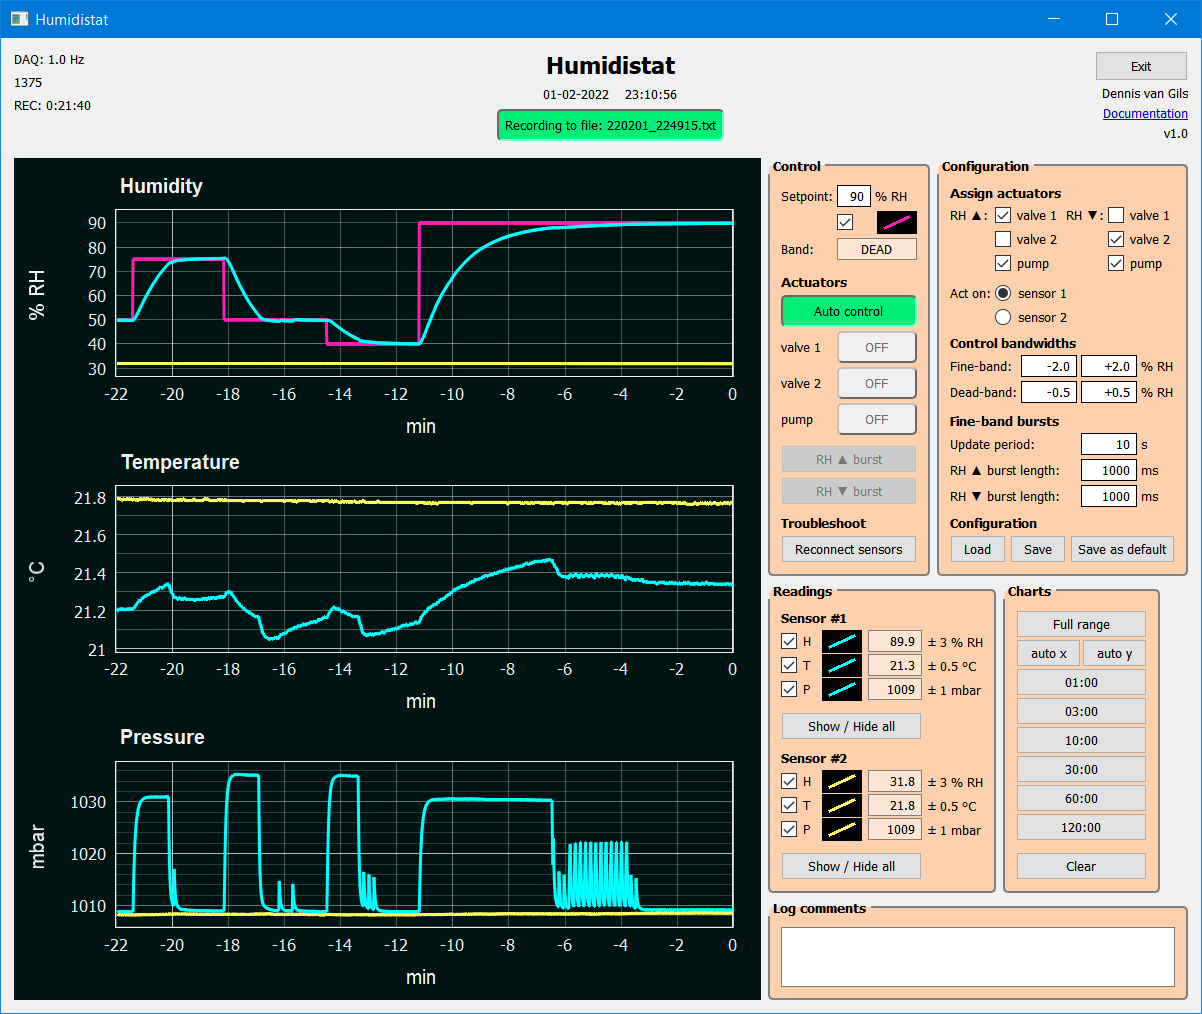 Humidistat
DAQ: 1.0 Hz
1375
REC: 0:21:40
Humidistat
01-02-2022 23:10:56
Recording to file: 220201_224915.txt
Exit
Dennis van Gils
Documentation
v1.0
Humidity
% RH
90
80
70
60
50
40
30
-22 -20 -18 -16 -14 -12 -10 -8 -6 -4 -2 0
min
Temperature
°C
21.8
21.6
21.4
21.2
21
-22 -20 -18 -16 -14 -12 -10 -8 -6 -4 -2 0
min
Pressure
mbar
1030
1020
1010
-22 -20 -18 -16 -14 -12 -10 -8 -6 -4 -2 0
min
Control
Setpoint: 90 % RH
Band: DEAD
Actuators
Auto control
valve 1 OFF
valve 2 OFF
pump OFF
RH ▲ burst
RH ▼ burst
Troubleshoot
Reconnect sensors
Configuration
Assign actuators
RH ▲: valve 1 RH ▼: valve 1
valve 2 valve 2
pump pump
Act on: sensor 1
sensor 2
Control bandwidths
Fine-band: -2.0 +2.0 % RH
Dead-band: -0.5 +0.5 % RH
Fine-band bursts
Update period: 10 s
RH ▲ burst length: 1000 ms
RH ▼ burst length: 1000 ms
Configuration
Load Save Save as default
Readings
Sensor #1
H 89.9 ± 3 % RH
T 21.3 ± 0.5 °C
P 1009 ± 1 mbar
Show / Hide all
Sensor #2
H 31.8 ± 3 % RH
T 21.8 ± 0.5 °C
P 1009 ± 1 mbar
Show / Hide all
Charts
Full range
auto x auto y
01:00
03:00
10:00
30:00
60:00
120:00
Clear
Log comments